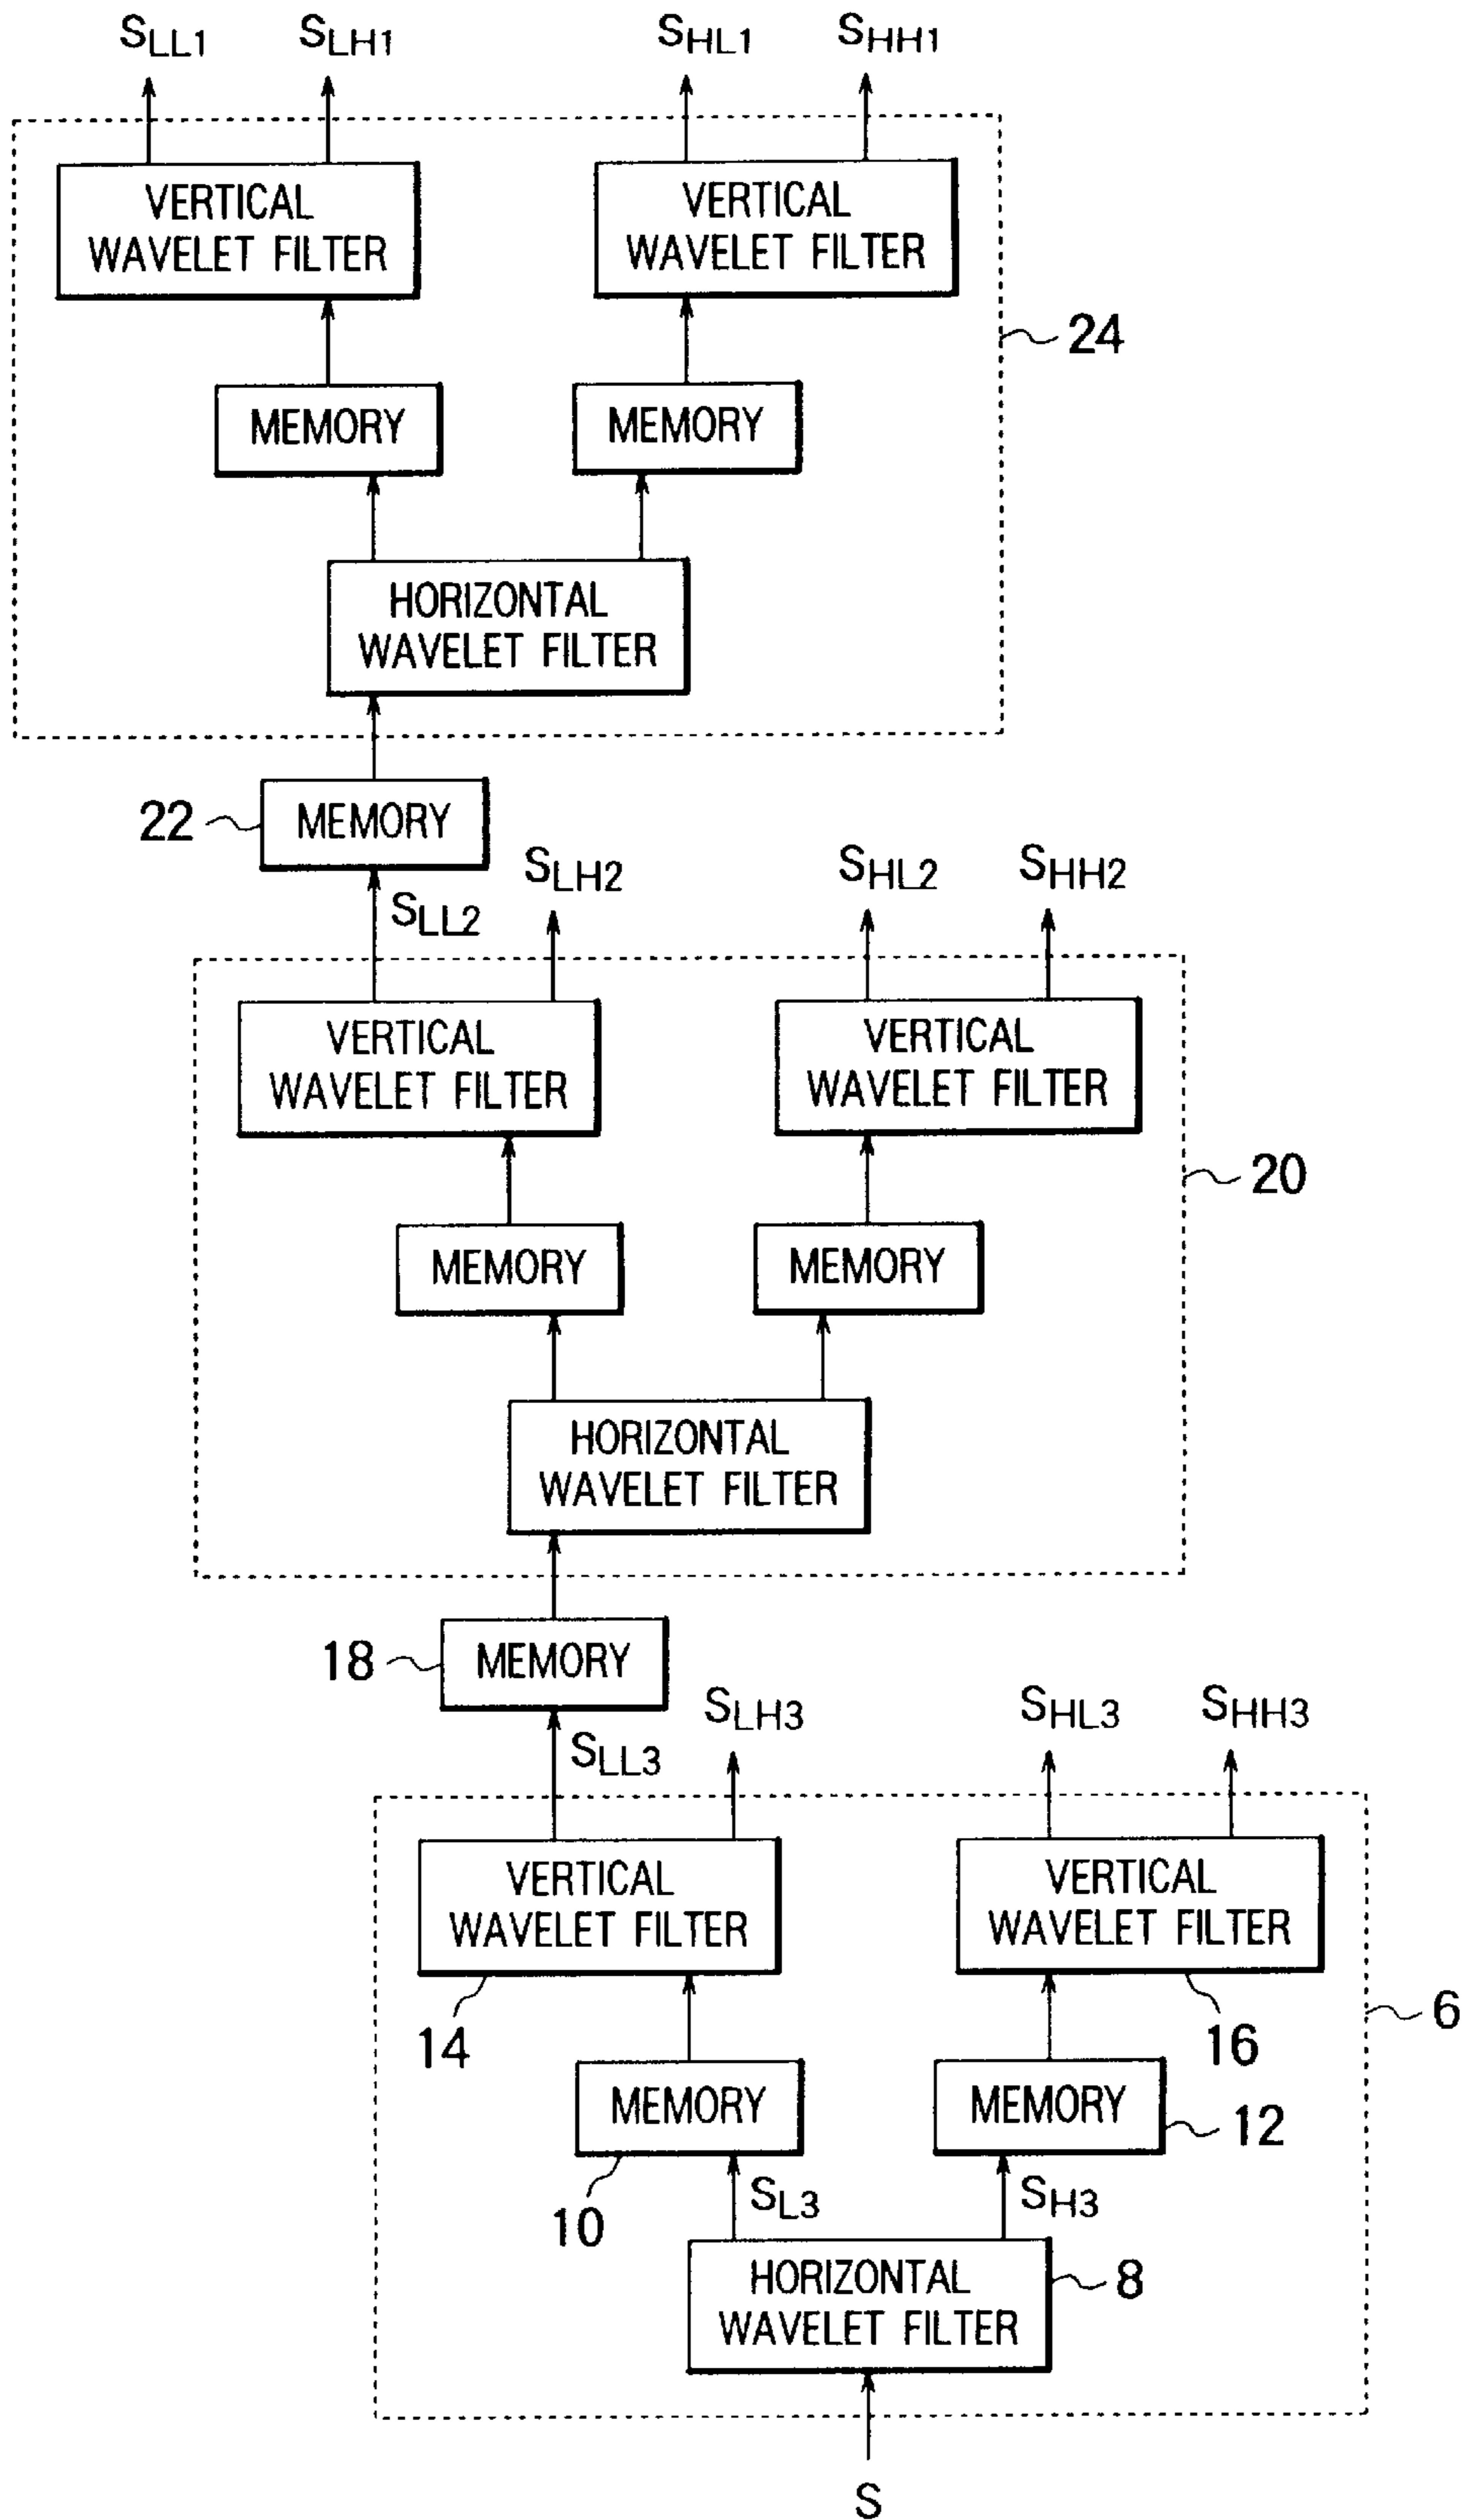 SLL1 SLH1 SHL1 SHH1
VERTICAL
WAVELET FILTER
VERTICAL
WAVELET FILTER
24
MEMORY
MEMORY
HORIZONTAL
WAVELET FILTER
22
MEMORY
SLL2
SLH2
SHL2
SHH2
VERTICAL
WAVELET FILTER
VERTICAL
WAVELET FILTER
20
MEMORY
MEMORY
HORIZONTAL
WAVELET FILTER
18
MEMORY
SLL3
SLH3
SHL3
SHH3
VERTICAL
WAVELET FILTER
VERTICAL
WAVELET FILTER
14
16
6
MEMORY
MEMORY
12
10
SL3
SH3
HORIZONTAL
WAVELET FILTER
8
S